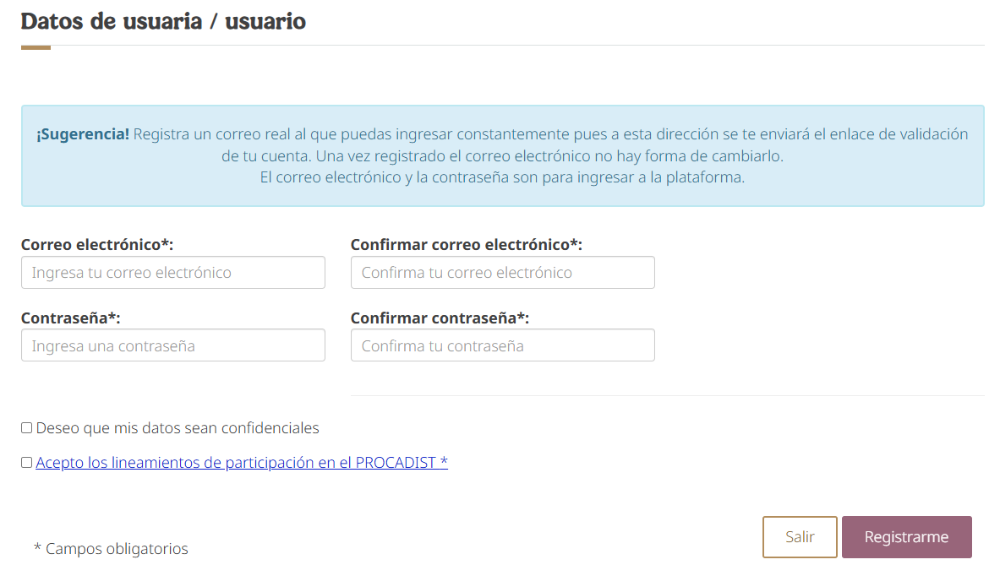 Datos de usuaria / usuario
¡Sugerencia! Registra un correo real al que puedas ingresar constantemente pues a esta dirección se te enviará el enlace de validación
de tu cuenta. Una vez registrado el correo electrónico no hay forma de cambiarlo.
El correo electrónico y la contraseña son para ingresar a la plataforma.
Correo electrónico*: Confirmar correo electrónico*:
Ingresa tu correo electrónico Confirma tu correo electrónico
Contraseña*: Confirmar contraseña*:
Ingresa una contraseña Confirma tu contraseña
Deseo que mis datos sean confidenciales
Acepto los lineamientos de participación en el PROCADIST *
Salir Registrarme
* Campos obligatorios